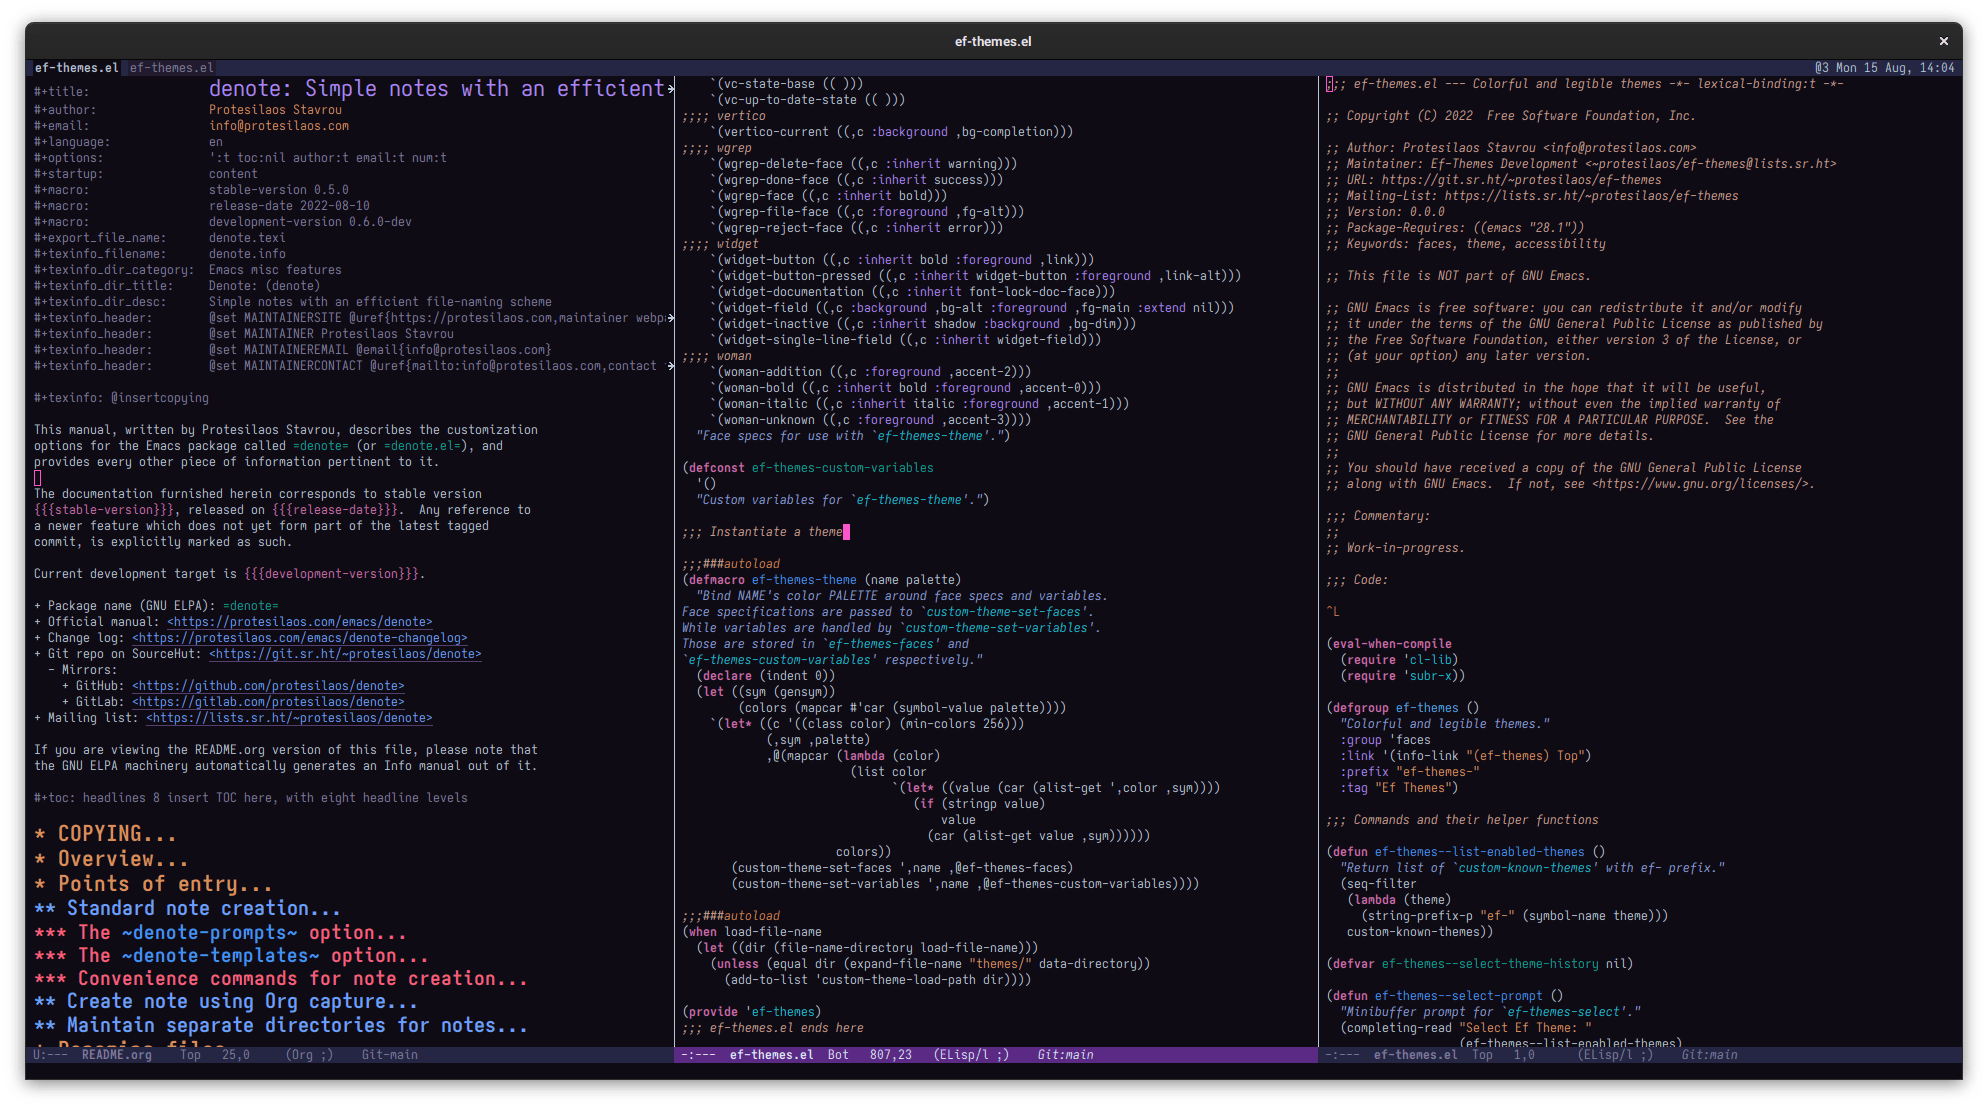 ef-themes.el
ef-themes.el ef-themes.el
@3 Mon 15 Aug, 14:04
#+title: denote: Simple notes with an efficient
#+author: Protesilaos Stavrou
#+email: info@protesilaos.com
#+language: en
#+options: ':t toc:nil author:t email:t num:t
#+startup: content
#+macro: stable-version 0.5.0
#+macro: release-date 2022-08-10
#+macro: development-version 0.6.0-dev
#+export_file_name: denote.texi
#+texinfo_filename: denote.info
#+texinfo_dir_category: Emacs misc features
#+texinfo_dir_title: Denote: (denote)
#+texinfo_dir_desc: Simple notes with an efficient file-naming scheme
#+texinfo_header: @set MAINTAINERSITE @uref{https://protesilaos.com,maintainer webp
#+texinfo_header: @set MAINTAINER Protesilaos Stavrou
#+texinfo_header: @set MAINTAINEREMAIL @email{info@protesilaos.com}
#+texinfo_header: @set MAINTAINERCONTACT @uref{mailto:info@protesilaos.com,contact
#+texinfo: @insertcopying
This manual, written by Protesilaos Stavrou, describes the customization
options for the Emacs package called =denote= (or =denote.el=), and
provides every other piece of information pertinent to it.
The documentation furnished herein corresponds to stable version
{{{stable-version}}}, released on {{{release-date}}}.  Any reference to
a newer feature which does not yet form part of the latest tagged
commit, is explicitly marked as such.
Current development target is {{{development-version}}}.
+ Package name (GNU ELPA): =denote=
+ Official manual: <https://protesilaos.com/emacs/denote>
+ Change log: <https://protesilaos.com/emacs/denote-changelog>
+ Git repo on SourceHut: <https://git.sr.ht/~protesilaos/denote>
- Mirrors:
+ GitHub: <https://github.com/protesilaos/denote>
+ GitLab: <https://gitlab.com/protesilaos/denote>
+ Mailing list: <https://lists.sr.ht/~protesilaos/denote>
If you are viewing the README.org version of this file, please note that
the GNU ELPA machinery automatically generates an Info manual out of it.
#+toc: headlines 8 insert TOC here, with eight headline levels
* COPYING...
* Overview...
* Points of entry...
** Standard note creation...
*** The ~denote-prompts~ option...
*** The ~denote-templates~ option...
*** Convenience commands for note creation...
** Create note using Org capture...
** Maintain separate directories for notes...
* Renaming files
U:---  README.org    Top   25,0     (Org ;)    Git-main
`(vc-state-base (( )))
`(vc-up-to-date-state (( )))
;;;; vertico
`(vertico-current ((,c :background ,bg-completion)))
;;;; wgrep
`(wgrep-delete-face ((,c :inherit warning)))
`(wgrep-done-face ((,c :inherit success)))
`(wgrep-face ((,c :inherit bold)))
`(wgrep-file-face ((,c :foreground ,fg-alt)))
`(wgrep-reject-face ((,c :inherit error)))
;;;; widget
`(widget-button ((,c :inherit bold :foreground ,link)))
`(widget-button-pressed ((,c :inherit widget-button :foreground ,link-alt)))
`(widget-documentation ((,c :inherit font-lock-doc-face)))
`(widget-field ((,c :background ,bg-alt :foreground ,fg-main :extend nil)))
`(widget-inactive ((,c :inherit shadow :background ,bg-dim)))
`(widget-single-line-field ((,c :inherit widget-field)))
;;;; woman
`(woman-addition ((,c :foreground ,accent-2)))
`(woman-bold ((,c :inherit bold :foreground ,accent-0)))
`(woman-italic ((,c :inherit italic :foreground ,accent-1)))
`(woman-unknown ((,c :foreground ,accent-3))))
"Face specs for use with `ef-themes-theme'.")
(defconst ef-themes-custom-variables
'()
"Custom variables for `ef-themes-theme'.")
;;; Instantiate a theme
;;;###autoload
(defmacro ef-themes-theme (name palette)
"Bind NAME's color PALETTE around face specs and variables.
Face specifications are passed to `custom-theme-set-faces'.
While variables are handled by `custom-theme-set-variables'.
Those are stored in `ef-themes-faces' and
`ef-themes-custom-variables' respectively."
(declare (indent 0))
(let ((sym (gensym))
(colors (mapcar #'car (symbol-value palette))))
`(let* ((c '((class color) (min-colors 256)))
(,sym ,palette)
,@(mapcar (lambda (color)
(list color
`(let* ((value (car (alist-get ',color ,sym))))
(if (stringp value)
value
(car (alist-get value ,sym))))))
colors))
(custom-theme-set-faces ',name ,@ef-themes-faces)
(custom-theme-set-variables ',name ,@ef-themes-custom-variables))))
;;;###autoload
(when load-file-name
(let ((dir (file-name-directory load-file-name)))
(unless (equal dir (expand-file-name "themes/" data-directory))
(add-to-list 'custom-theme-load-path dir))))
(provide 'ef-themes)
;;; ef-themes.el ends here
-:---  ef-themes.el  Bot   807,23   (ELisp/l ;)    Git:main
;;; ef-themes.el --- Colorful and legible themes -*- lexical-binding:t -*-
;; Copyright (C) 2022  Free Software Foundation, Inc.
;; Author: Protesilaos Stavrou <info@protesilaos.com>
;; Maintainer: Ef-Themes Development <~protesilaos/ef-themes@lists.sr.ht>
;; URL: https://git.sr.ht/~protesilaos/ef-themes
;; Mailing-List: https://lists.sr.ht/~protesilaos/ef-themes
;; Version: 0.0.0
;; Package-Requires: ((emacs "28.1"))
;; Keywords: faces, theme, accessibility
;; This file is NOT part of GNU Emacs.
;; GNU Emacs is free software: you can redistribute it and/or modify
;; it under the terms of the GNU General Public License as published by
;; the Free Software Foundation, either version 3 of the License, or
;; (at your option) any later version.
;;
;; GNU Emacs is distributed in the hope that it will be useful,
;; but WITHOUT ANY WARRANTY; without even the implied warranty of
;; MERCHANTABILITY or FITNESS FOR A PARTICULAR PURPOSE.  See the
;; GNU General Public License for more details.
;;
;; You should have received a copy of the GNU General Public License
;; along with GNU Emacs.  If not, see <https://www.gnu.org/licenses/>.
;;; Commentary:
;;
;; Work-in-progress.
;;; Code:
^L
(eval-when-compile
(require 'cl-lib)
(require 'subr-x))
(defgroup ef-themes ()
"Colorful and legible themes."
:group 'faces
:link '(info-link "(ef-themes) Top")
:prefix "ef-themes-"
:tag "Ef Themes")
;;; Commands and their helper functions
(defun ef-themes--list-enabled-themes ()
"Return list of `custom-known-themes' with ef- prefix."
(seq-filter
(lambda (theme)
(string-prefix-p "ef-" (symbol-name theme)))
custom-known-themes))
(defvar ef-themes--select-theme-history nil)
(defun ef-themes--select-prompt ()
"Minibuffer prompt for `ef-themes-select'."
(completing-read "Select Ef Theme: "
(ef-themes--list-enabled-themes)
-:---  ef-themes.el  Top   1,0      (ELisp/l ;)    Git:main